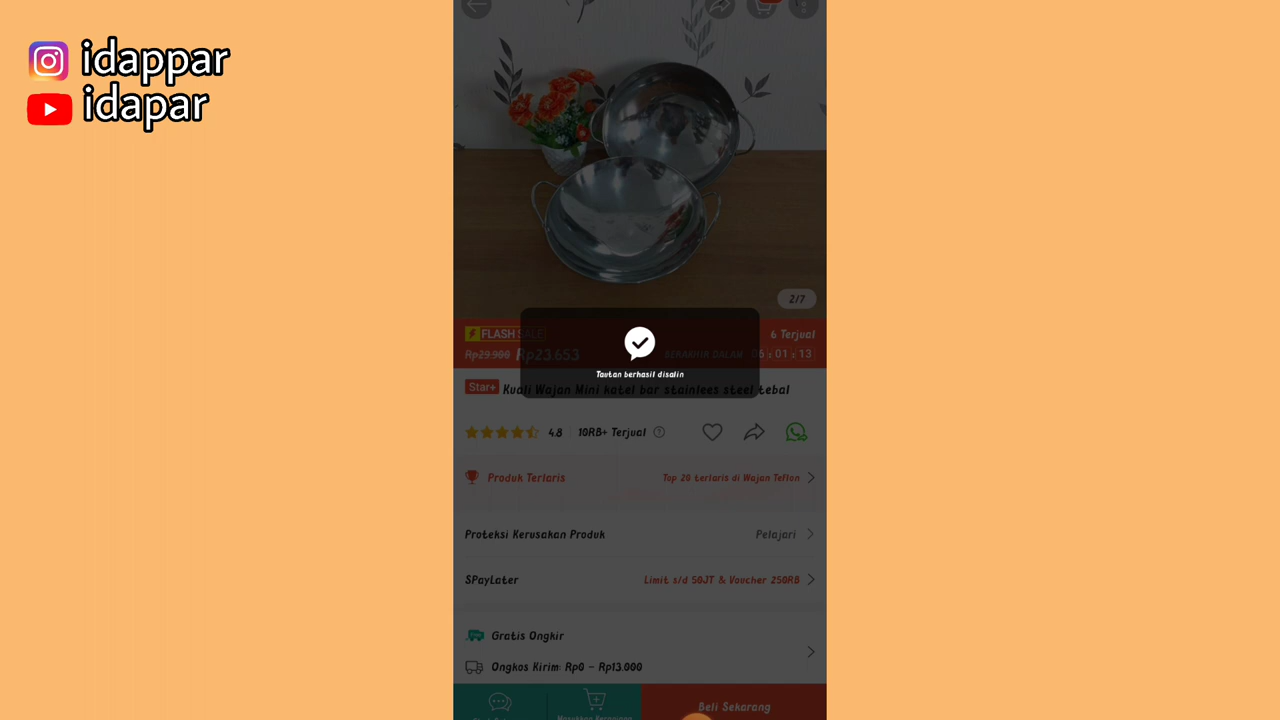 idappar
idapar
2/7
FLASH SALE
6 Terjual
Rp29.900 Rp23.653
BERAKHIR DALAM 06 : 01 : 13
Tautan berhasil disalin
Star+ Kuali Wajan Mini katel bar stainlees steel tebal
4.8 10RB+ Terjual
Produk Terlaris
Top 20 terlaris di Wajan Teflon
Proteksi Kerusakan Produk
Pelajari
SPayLater
Limit s/d 50JT & Voucher 250RB
Gratis Ongkir
Ongkos Kirim: Rp0 - Rp13.000
Beli Sekarang